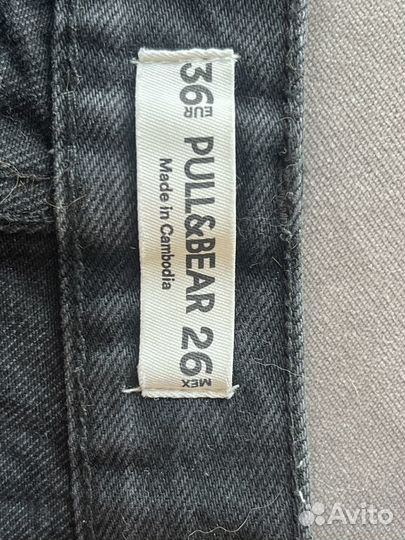 36 EUR PULL&BEAR 26 MEX
Made in Cambodia
Avito